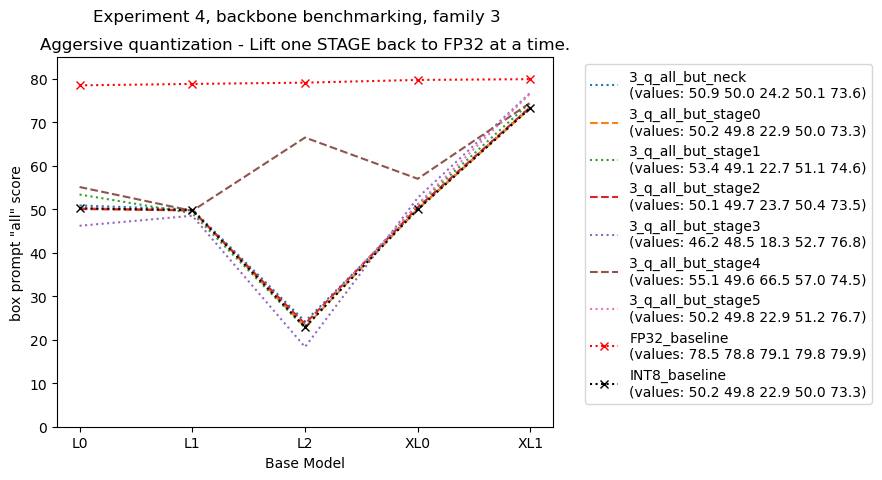 Experiment 4, backbone benchmarking, family 3
Aggersive quantization - Lift one STAGE back to FP32 at a time.
80
70
60
50
40
30
20
10
0
box prompt "all" score
L0 L1 L2 XL0 XL1
Base Model
3_q_all_but_neck
(values: 50.9 50.0 24.2 50.1 73.6)
3_q_all_but_stage0
(values: 50.2 49.8 22.9 50.0 73.3)
3_q_all_but_stage1
(values: 53.4 49.1 22.7 51.1 74.6)
3_q_all_but_stage2
(values: 50.1 49.7 23.7 50.4 73.5)
3_q_all_but_stage3
(values: 46.2 48.5 18.3 52.7 76.8)
3_q_all_but_stage4
(values: 55.1 49.6 66.5 57.0 74.5)
3_q_all_but_stage5
(values: 50.2 49.8 22.9 51.2 76.7)
FP32_baseline
(values: 78.5 78.8 79.1 79.8 79.9)
INT8_baseline
(values: 50.2 49.8 22.9 50.0 73.3)